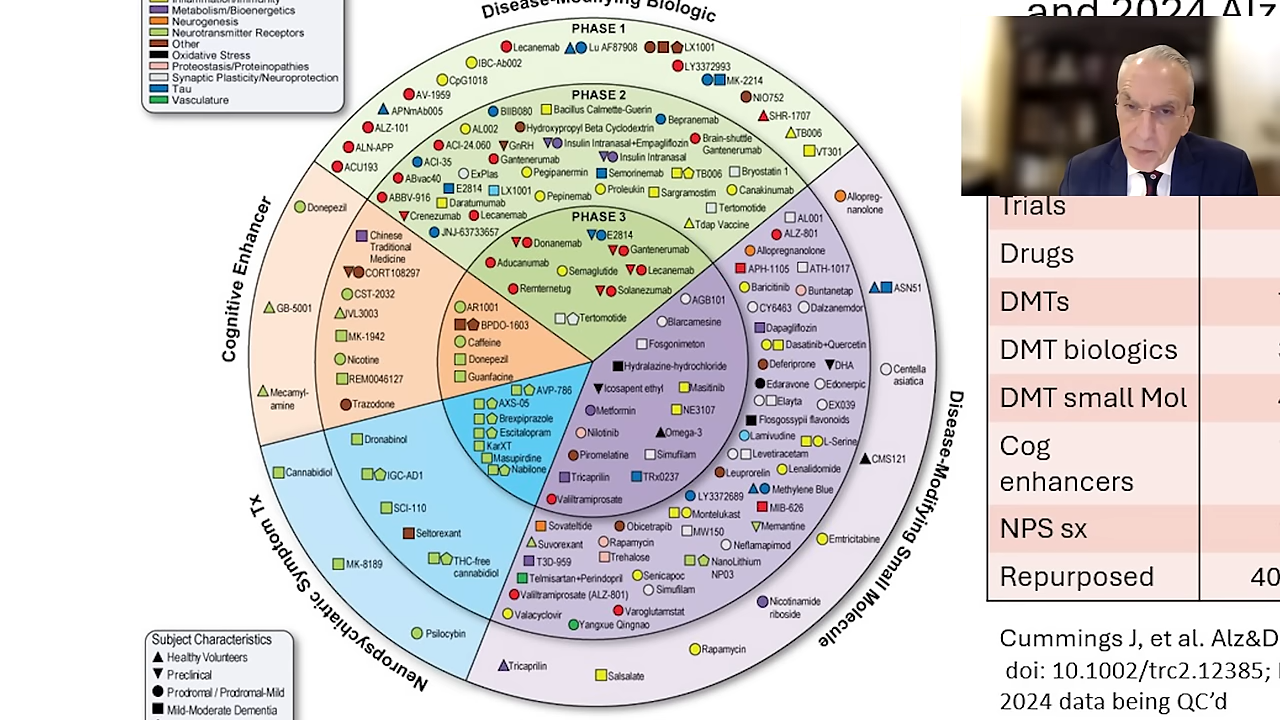 Disease-Modifying Biologic
and 2024 Alz
Metabolism/Bioenergetics
Neurogenesis
Neurotransmitter Receptors
Other
Oxidative Stress
Proteostasis/Proteinopathies
Synaptic Plasticity/Neuroprotection
Tau
Vasculature
PHASE 1
Lecanemab
Lu AF87908
LX1001
IBC-Ab002
LY3372993
CpG1018
MK-2214
AV-1959
NIO752
APNmAb005
SHR-1707
ALZ-101
TB006
ALN-APP
VT301
ACU193
PHASE 2
BIIB080
Bacillus Calmette-Guerin
Bepranemab
AL002
Hydroxypropyl Beta Cyclodextrin
ACI-24.060
GnRH
Insulin Intranasal+Empagliflozin
Brain-shuttle
Gantenerumab
ACI-35
Gantenerumab
Insulin Intranasal
ABvac40
ExPlas
Pegipanermin
Semorinemab
TB006
Bryostatin 1
ABBV-916
E2814
LX1001
Pepinemab
Proleukin
Sargramostim
Canakinumab
Daratumumab
Crenezumab
Lecanemab
Tertomotide
JNJ-63733657
Tdap Vaccine
PHASE 3
E2814
Donanemab
Gantenerumab
Aducanumab
Semaglutide
Lecanemab
Remternetug
Solanezumab
Tertomotide
Cognitive Enhancer
Donepezil
GB-5001
Mecamyl-
amine
Chinese
Traditional
Medicine
CORT108297
CST-2032
IVL3003
MK-1942
Nicotine
REM0046127
Trazodone
AR1001
BPDO-1603
Caffeine
Donepezil
Guanfacine
Neuropsychiatric Symptom Tx
AVP-786
AXS-05
Brexpiprazole
Escitalopram
KarXT
Masupirdine
Nabilone
Dronabinol
IGC-AD1
SCI-110
Seltorexant
THC-free
cannabidiol
Cannabidiol
MK-8189
Psilocybin
Disease-Modifying Small Molecule
AGB101
Blarcamesine
Fosgonimeton
Hydralazine-hydrochloride
Icosapent ethyl
Masitinib
Metformin
NE3107
Nilotinib
Omega-3
Piromelatine
Simufilam
Tricaprilin
TRx0237
Valiltramiprosate
AL001
ALZ-801
Allopregnanolone
APH-1105
ATH-1017
Baricitinib
Buntanetap
CY6463
Dalzanemdor
Dapagliflozin
Dasatinib+Quercetin
Deferiprone
DHA
Edaravone
Edonerpic
Elayta
EX039
Flosgossypii flavonoids
Lamivudine
L-Serine
Levetiracetam
Leuprorelin
Lenalidomide
LY3372689
Methylene Blue
Montelukast
MIB-626
MW150
Memantine
Sovateltide
Obicetrapib
Neflamapimod
Suvorexant
Rapamycin
T3D-959
Trehalose
NanoLithium
NP03
Telmisartan+Perindopril
Senicapoc
Simufilam
Valiltramiprosate (ALZ-801)
Valacyclovir
Varoglutamstat
Yangxue Qingnao
Allopreg-
nanolone
ASN51
Centella
asiatica
CMS121
Emtricitabine
Nicotinamide
riboside
Rapamycin
Salsalate
Tricaprilin
Subject Characteristics
Healthy Volunteers
Preclinical
Prodromal / Prodromal-Mild
Mild-Moderate Dementia
Trials
Drugs
DMTs
DMT biologics
DMT small Mol
Cog
enhancers
NPS sx
Repurposed 40
Cummings J, et al. Alz&D
doi: 10.1002/trc2.12385;
2024 data being QC’d